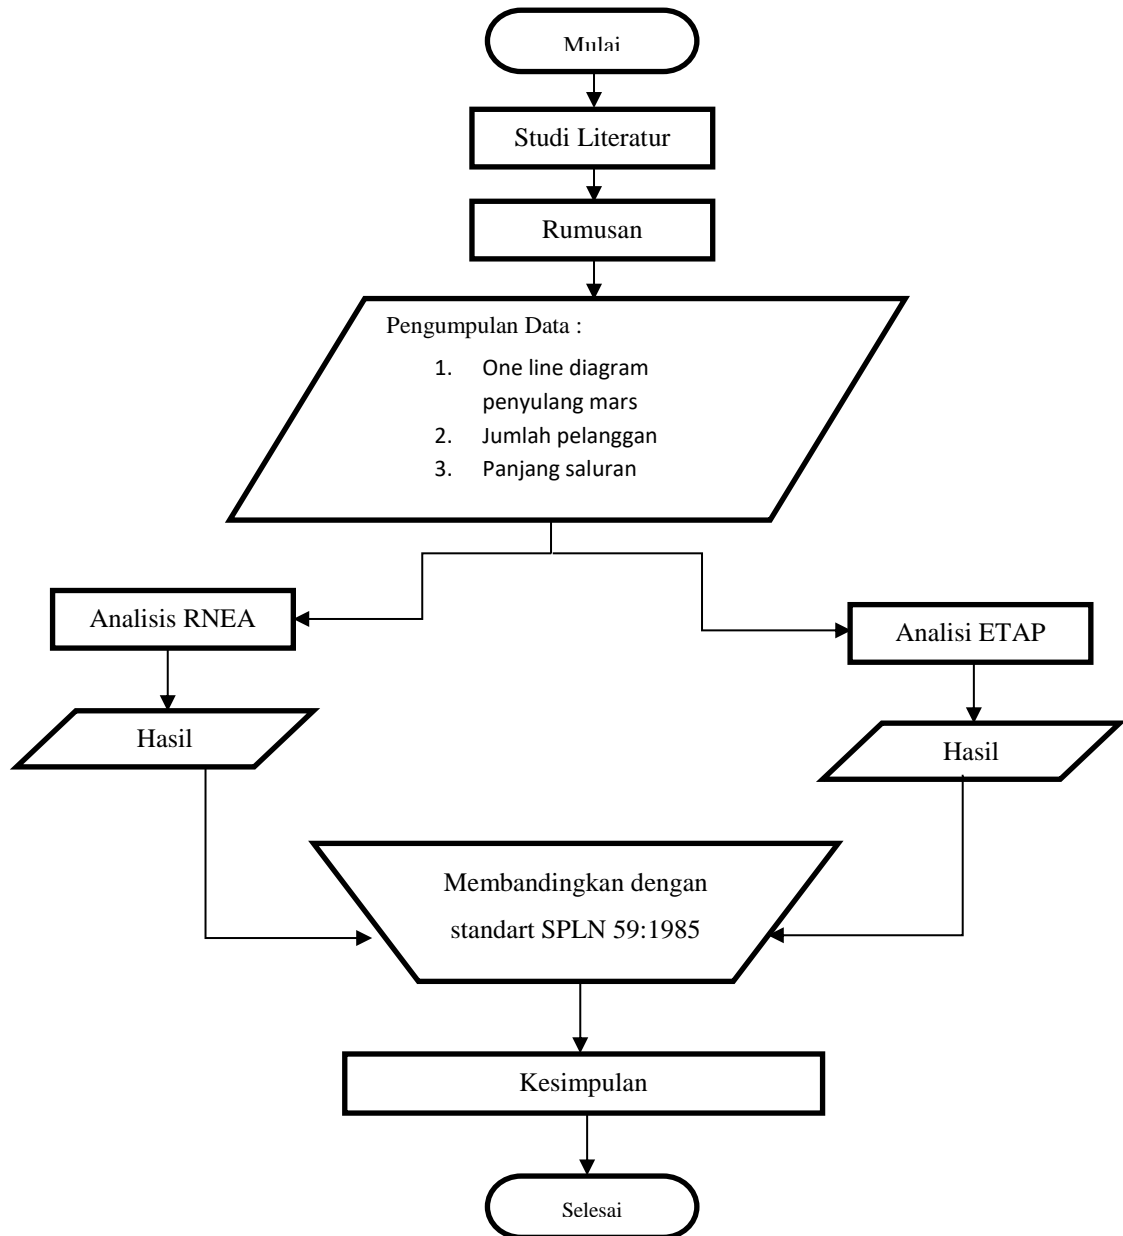 Mulai
Studi Literatur
Rumusan
Pengumpulan Data :
1. One line diagram
penyulang mars
2. Jumlah pelanggan
3. Panjang saluran
Analisis RNEA
Analisi ETAP
Hasil
Hasil
Membandingkan dengan
standart SPLN 59:1985
Kesimpulan
Selesai